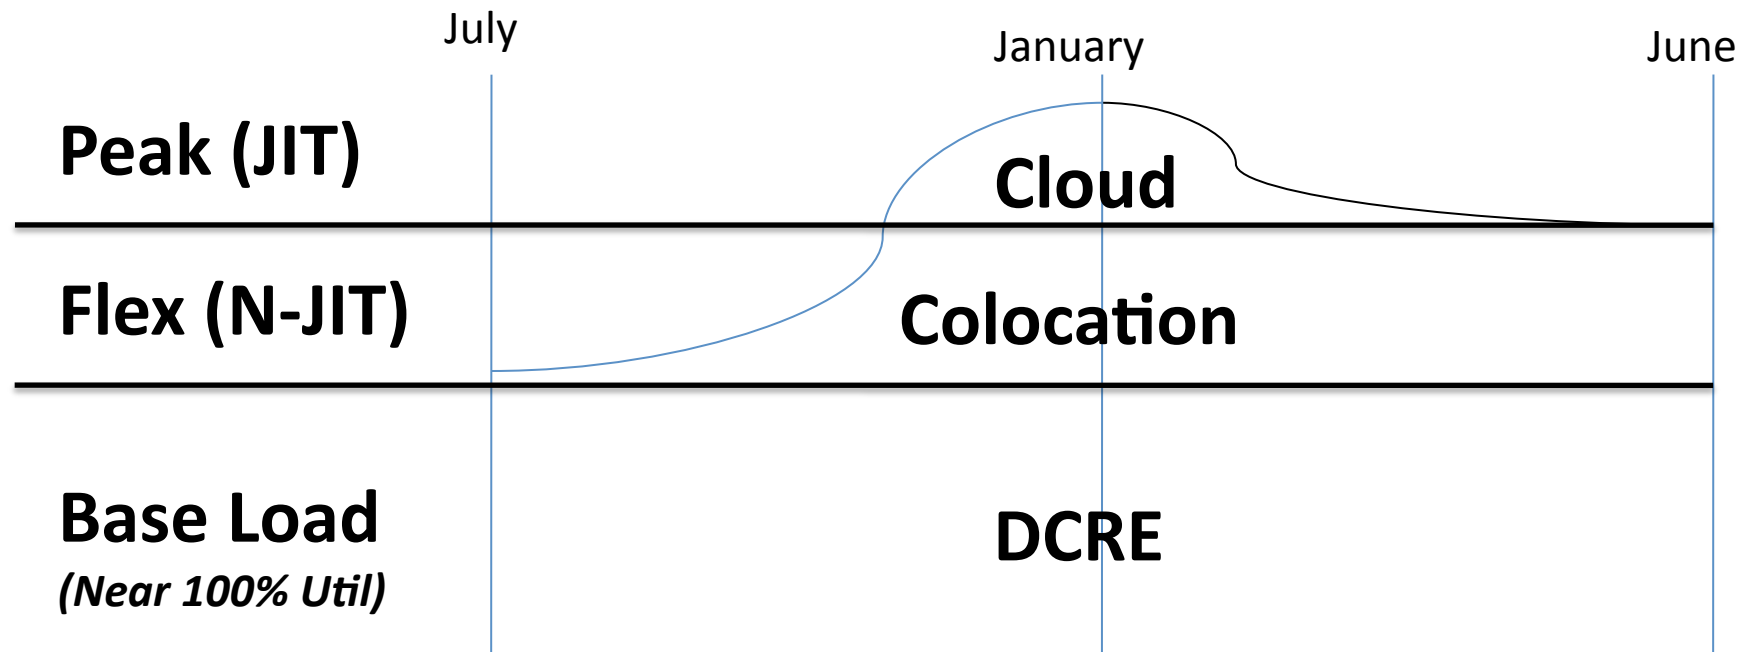 July
January
June
Peak (JIT)
Cloud
Flex (N-JIT)
Colocation
Base Load
(Near 100% Util)
DCRE